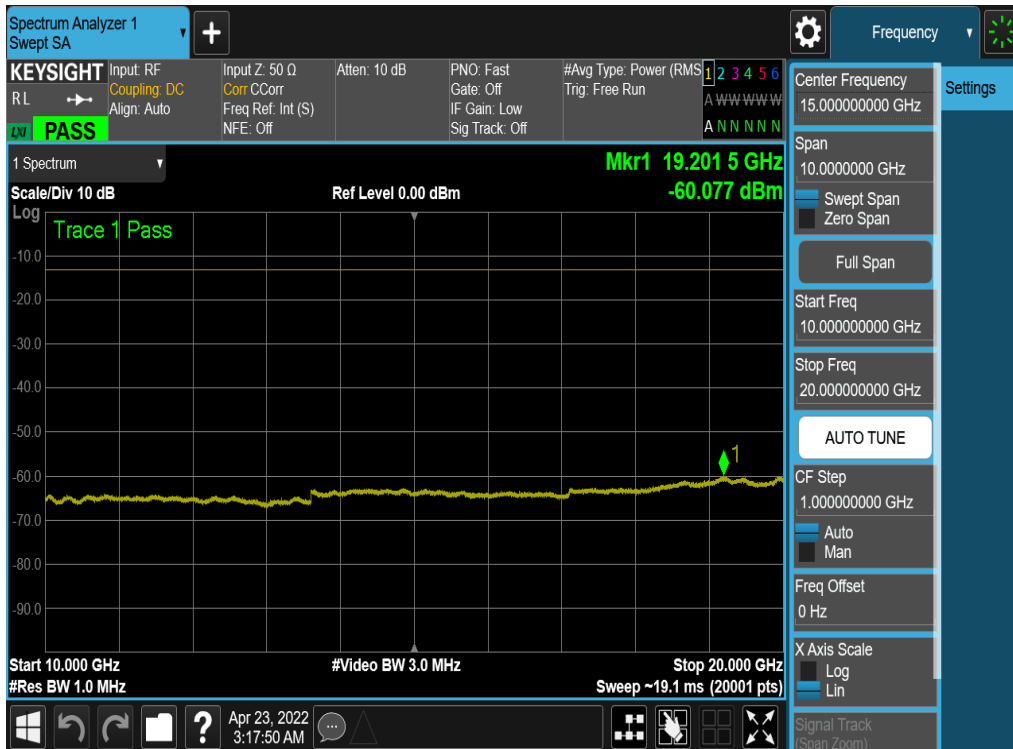 Spectrum Analyzer 1
Swept SA
+
Frequency
KEYSIGHT
R L
LXI
PASS
Input: RF
Coupling: DC
Align: Auto
Input Z: 50 Ω
Corr CCorr
Freq Ref: Int (S)
NFE: Off
Atten: 10 dB
PNO: Fast
Gate: Off
IF Gain: Low
Sig Track: Off
#Avg Type: Power (RMS
Trig: Free Run
1 2 3 4 5 6
A W W W W W
A N N N N N
1 Spectrum
Scale/Div 10 dB
Ref Level 0.00 dBm
Mkr1 19.201 5 GHz
-60.077 dBm
Log
Trace 1 Pass
-10.0
-20.0
-30.0
-40.0
-50.0
-60.0
-70.0
-80.0
-90.0
1
Start 10.000 GHz
#Res BW 1.0 MHz
#Video BW 3.0 MHz
Stop 20.000 GHz
Sweep ~19.1 ms (20001 pts)
Center Frequency
15.000000000 GHz
Span
10.0000000 GHz
Swept Span
Zero Span
Full Span
Start Freq
10.000000000 GHz
Stop Freq
20.000000000 GHz
AUTO TUNE
CF Step
1.000000000 GHz
Auto
Man
Freq Offset
0 Hz
X Axis Scale
Log
Lin
Signal Track
(Span Zoom)
Settings
?
Apr 23, 2022
3:17:50 AM